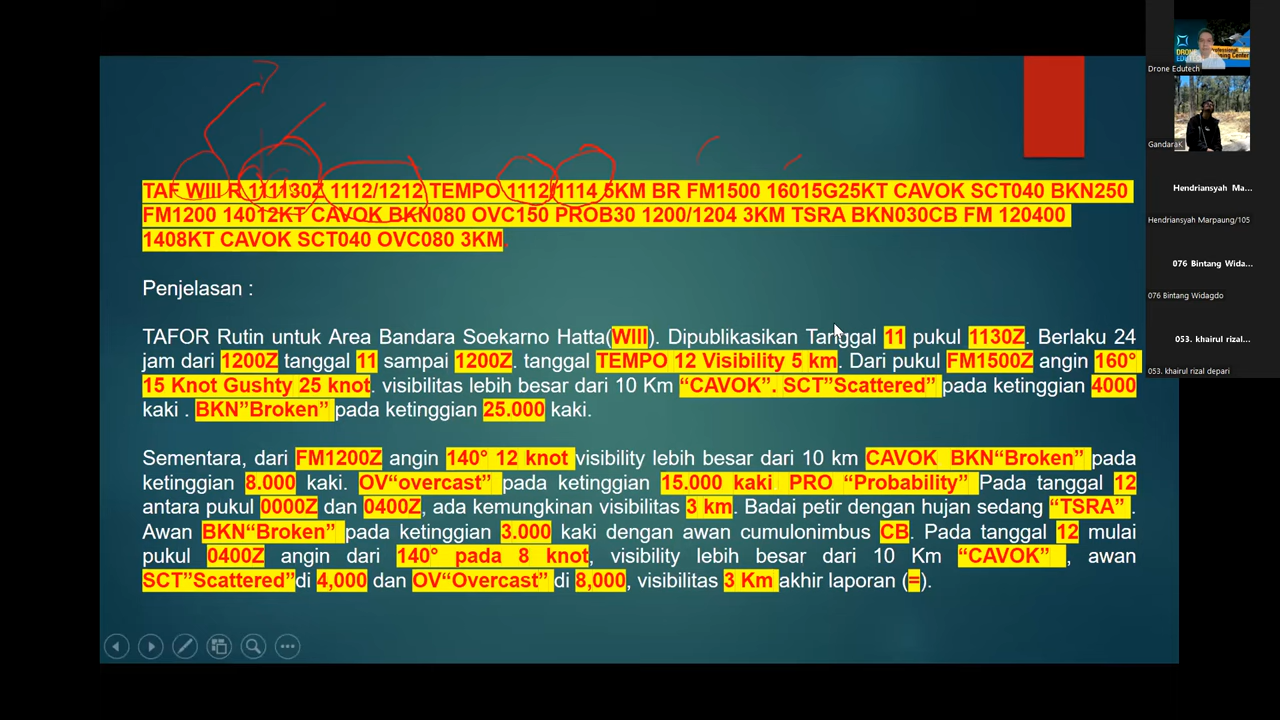 TAF WIII R 111130Z 1112/1212 TEMPO 1112/1114 5KM BR FM1500 16015G25KT CAVOK SCT040 BKN250
FM1200 14012KT CAVOK BKN080 OVC150 PROB30 1200/1204 3KM TSRA BKN030CB FM 120400
1408KT CAVOK SCT040 OVC080 3KM.
Penjelasan :
TAFOR Rutin untuk Area Bandara Soekarno Hatta(WIII). Dipublikasikan Tanggal 11 pukul 1130Z. Berlaku 24
jam dari 1200Z tanggal 11 sampai 1200Z. tanggal TEMPO 12 Visibility 5 km. Dari pukul FM1500Z angin 160°
15 Knot Gushty 25 knot. visibilitas lebih besar dari 10 Km “CAVOK”. SCT”Scattered” pada ketinggian 4000
kaki . BKN”Broken” pada ketinggian 25.000 kaki.
Sementara, dari FM1200Z angin 140° 12 knot visibility lebih besar dari 10 km CAVOK BKN“Broken” pada
ketinggian 8.000 kaki. OV“overcast” pada ketinggian 15.000 kaki PRO “Probability” Pada tanggal 12
antara pukul 0000Z dan 0400Z, ada kemungkinan visibilitas 3 km. Badai petir dengan hujan sedang “TSRA” .
Awan BKN“Broken” pada ketinggian 3.000 kaki dengan awan cumulonimbus CB. Pada tanggal 12 mulai
pukul 0400Z angin dari 140° pada 8 knot, visibility lebih besar dari 10 Km “CAVOK” , awan
SCT”Scattered”di 4,000 dan OV“Overcast” di 8,000, visibilitas 3 Km akhir laporan (=).
Drone Edutech
GandaraK
Hendriansyah Ma...
Hendriansyah Marpaung/105
076 Bintang Wida...
076 Bintang Widagdo
053. khairul rizal...
053. khairul rizal depari